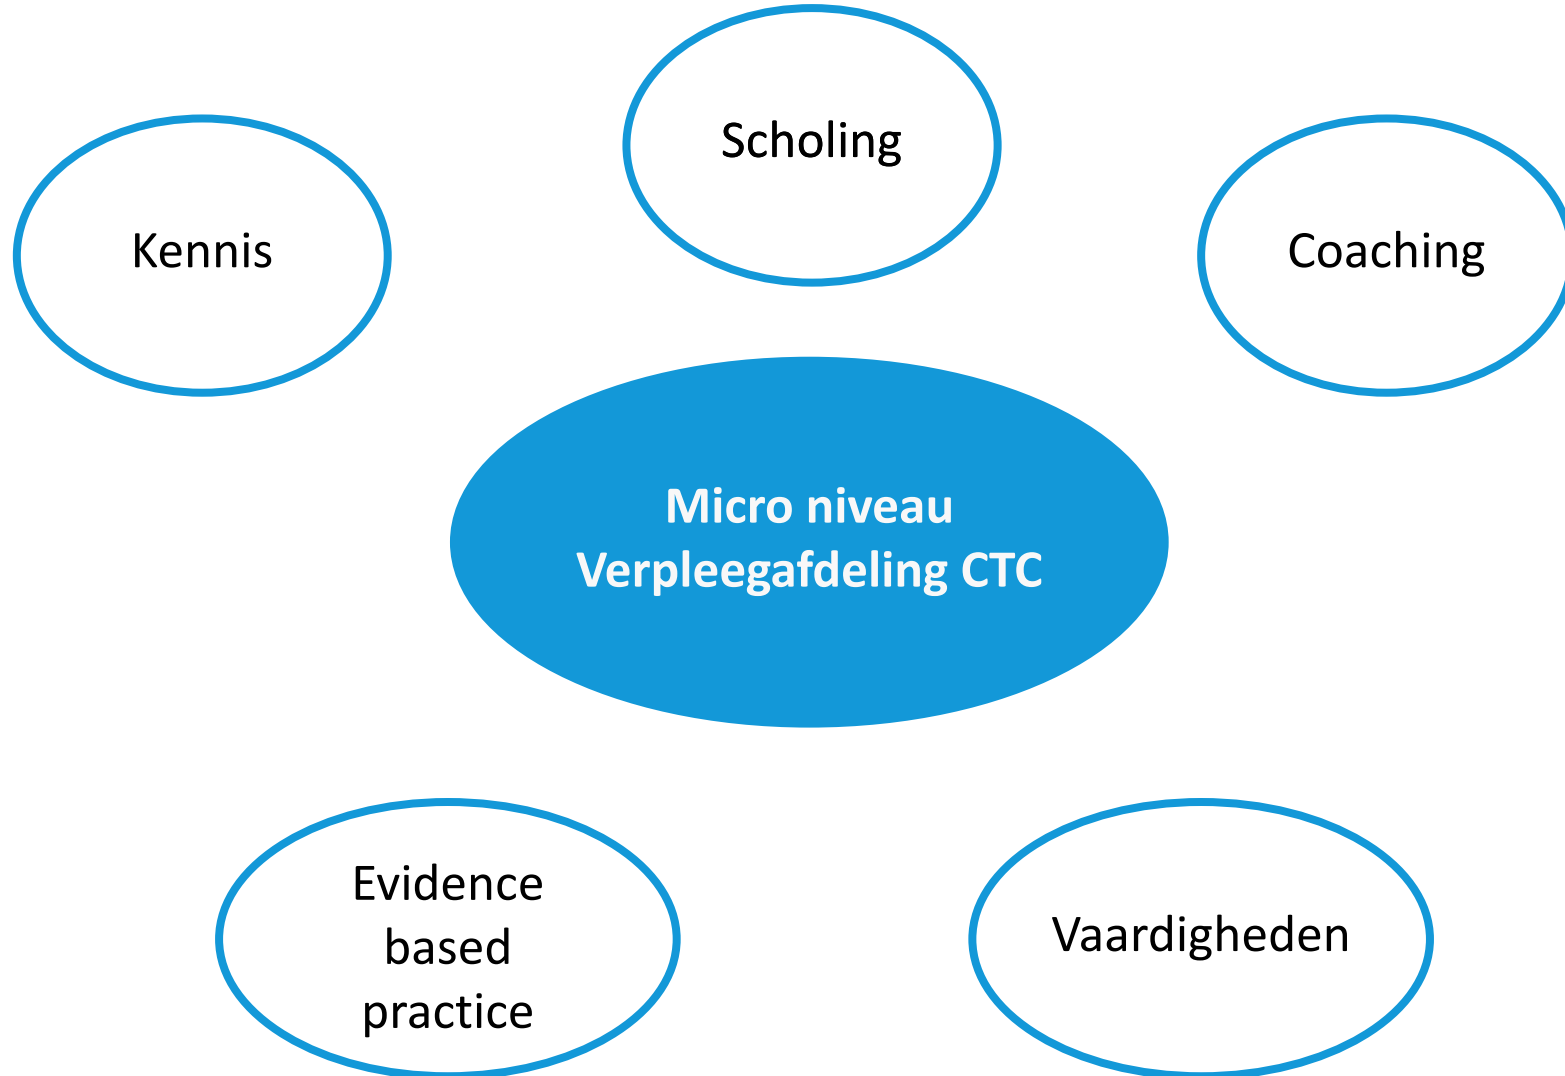 Scholing
Kennis
Coaching
Micro niveau
Verpleegafdeling CTC
Evidence
based
practice
Vaardigheden